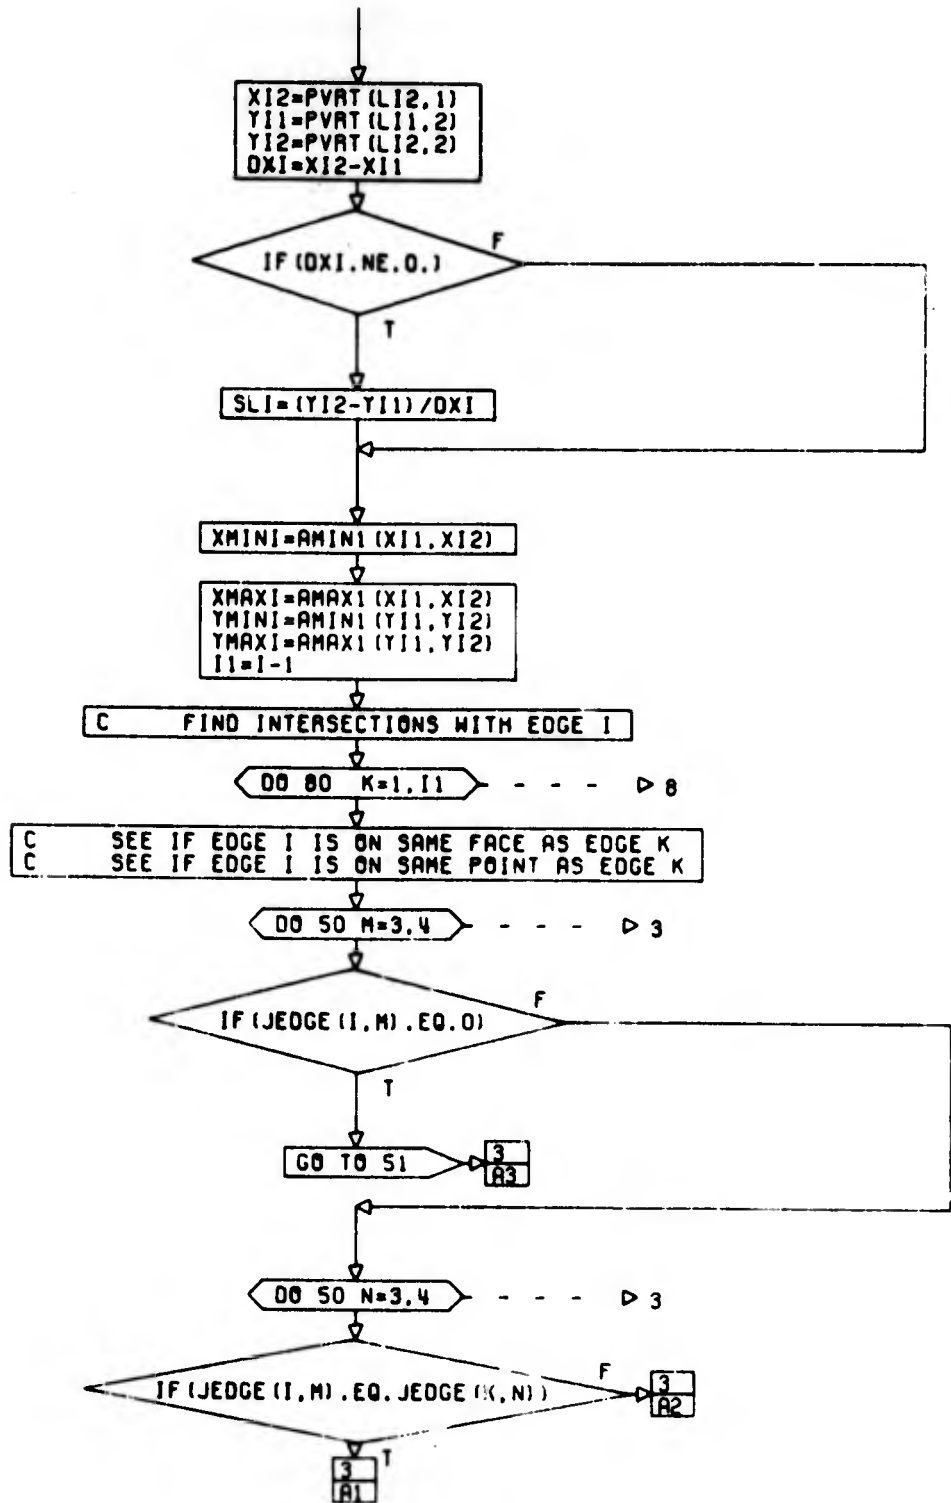 XI2=PVRT(LI2,1)
YI1=PVRT(LI1,2)
YI2=PVRT(LI2,2)
DXI=XI2-XI1
IF(DXI.NE.0.)
F
T
SLI=(YI2-YI1)/DXI
XMINI=AMIN1(XI1,XI2)
XMAXI=AMAX1(XI1,XI2)
YMINI=AMIN1(YI1,YI2)
YMAXI=AMAX1(YI1,YI2)
I1=I-1
C FIND INTERSECTIONS WITH EDGE I
DO 80 K=1,I1
8
C SEE IF EDGE I IS ON SAME FACE AS EDGE K
C SEE IF EDGE I IS ON SAME POINT AS EDGE K
DO 50 M=3,4
3
IF(JEDGE(I,M).EQ.0)
F
T
GO TO 51
3
A3
DO 50 N=3,4
3
IF(JEDGE(I,M).EQ.JEDGE(K,N))
F
3
A2
T
3
A1